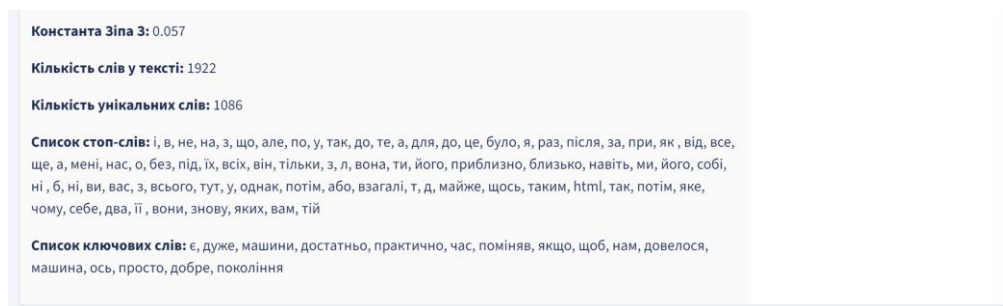 Константа Зіпа 3: 0.057
Кількість слів у тексті: 1922
Кількість унікальних слів: 1086
Список стоп-слів: і, в, не, на, з, що, але, по, у, так, до, те, а, для, до, це, було, я, раз, після, за, при, як , від, все,
ще, а, мені, нас, о, без, під, їх, всіх, він, тільки, з, л, вона, ти, його, приблизно, близько, навіть, ми, його, собі,
ні , б, ні, ви, вас, з, всього, тут, у, однак, потім, або, взагалі, т, д, майже, щось, таким, html, так, потім, яке,
чому, себе, два, її , вони, знову, яких, вам, тій
Список ключових слів: є, дуже, машини, достатньо, практично, час, поміняв, якщо, щоб, нам, довелося,
машина, ось, просто, добре, покоління